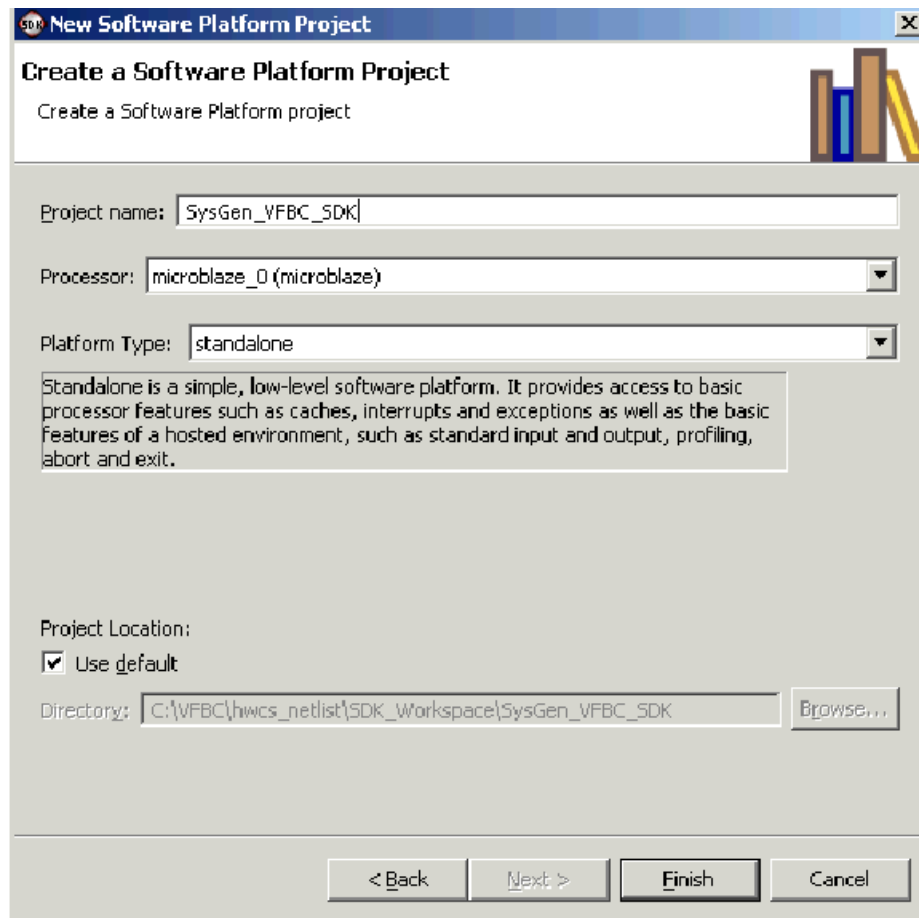 SDK New Software Platform Project
Create a Software Platform Project
Create a Software Platform project
Project name: SysGen_VFBC_SDK
Processor: microblaze_0 (microblaze)
Platform Type: standalone
Standalone is a simple, low-level software platform. It provides access to basic
processor features such as caches, interrupts and exceptions as well as the basic
features of a hosted environment, such as standard input and output, profiling,
abort and exit.
Project Location:
Use default
Directory: C:\VFBC\hwcs_netlist\SDK_Workspace\SysGen_VFBC_SDK Browse...
< Back Next > Finish Cancel